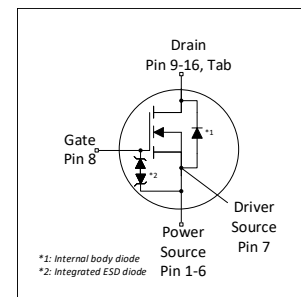 Drain
Pin 9-16, Tab
*1
Gate
Pin 8
*2
Driver
Source
Pin 7
Power
Source
Pin 1-6
*1: Internal body diode
*2: Integrated ESD diode